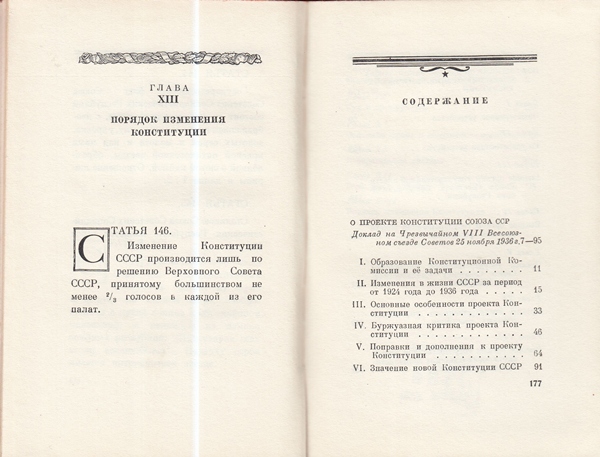 ГЛАВА
XIII
ПОРЯДОК ИЗМЕНЕНИЯ
КОНСТИТУЦИИ
СТАТЬЯ 146.
Изменение Конституции
СССР производится лишь по
решению Верховного Совета
СССР, принятому большинством не
менее 2/3 голосов в каждой из его
палат.
СОДЕРЖАНИЕ
О ПРОЕКТЕ КОНСТИТУЦИИ СОЮЗА ССР
Доклад на Чрезвычайном VIII Всесоюз-
ном съезде Советов 25 ноября 1936 г. 7—95
I. Образование Конституционной Ко-
миссии и её задачи . . . . . . . . 11
II. Изменения в жизни СССР за период
от 1924 года до 1936 года . . . . . 15
III. Основные особенности проекта Кон-
ституции . . . . . . . . . . . 33
IV. Буржуазная критика проекта Кон-
ституции . . . . . . . . . . . 46
V. Поправки и дополнения к проекту
Конституции . . . . . . . . . . 64
VI. Значение новой Конституции СССР 91
177